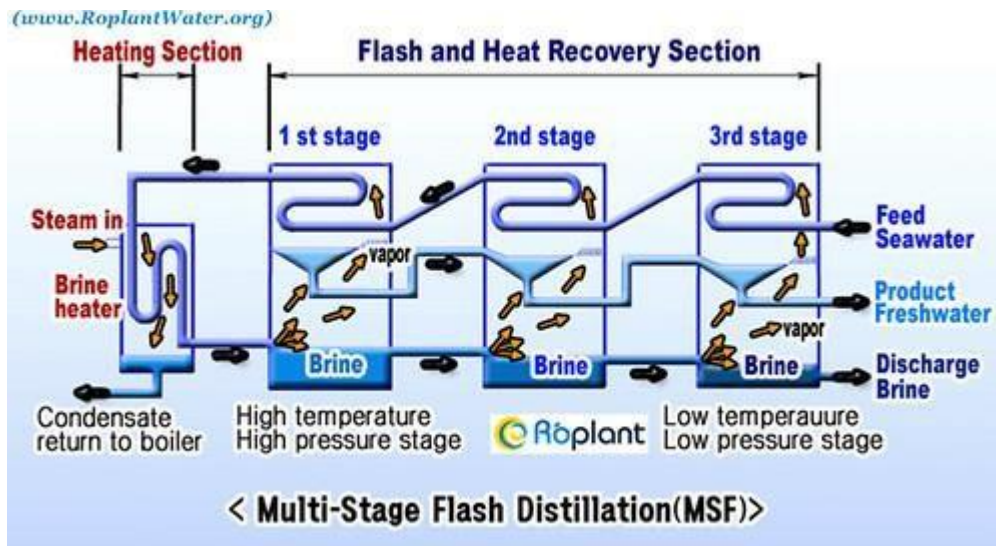 (www.RoplantWater.org)
Heating Section
Flash and Heat Recovery Section
1 st stage
2nd stage
3rd stage
Steam in
vapor
Feed
Seawater
Brine
heater
Product
Freshwater
vapor
Brine
Brine
Brine
Discharge
Brine
Condensate
return to boiler
High temperature
High pressure stage
Roplant
Low temperauure
Low pressure stage
< Multi-Stage Flash Distillation(MSF)>